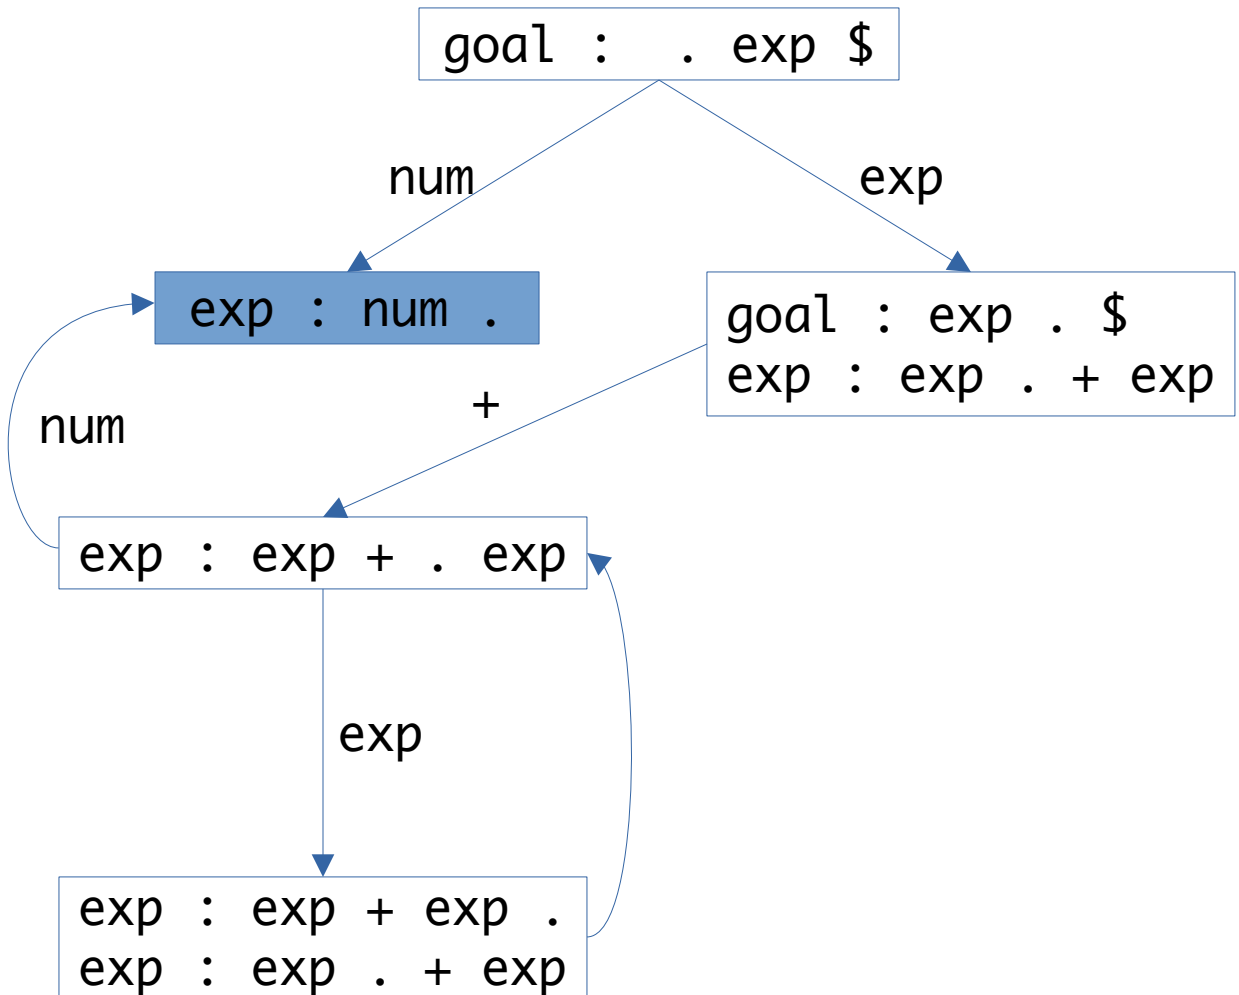 goal : . exp $
num
exp
exp : num .
goal : exp . $
exp : exp . + exp
+
num
exp : exp + . exp
exp
exp : exp + exp .
exp : exp . + exp